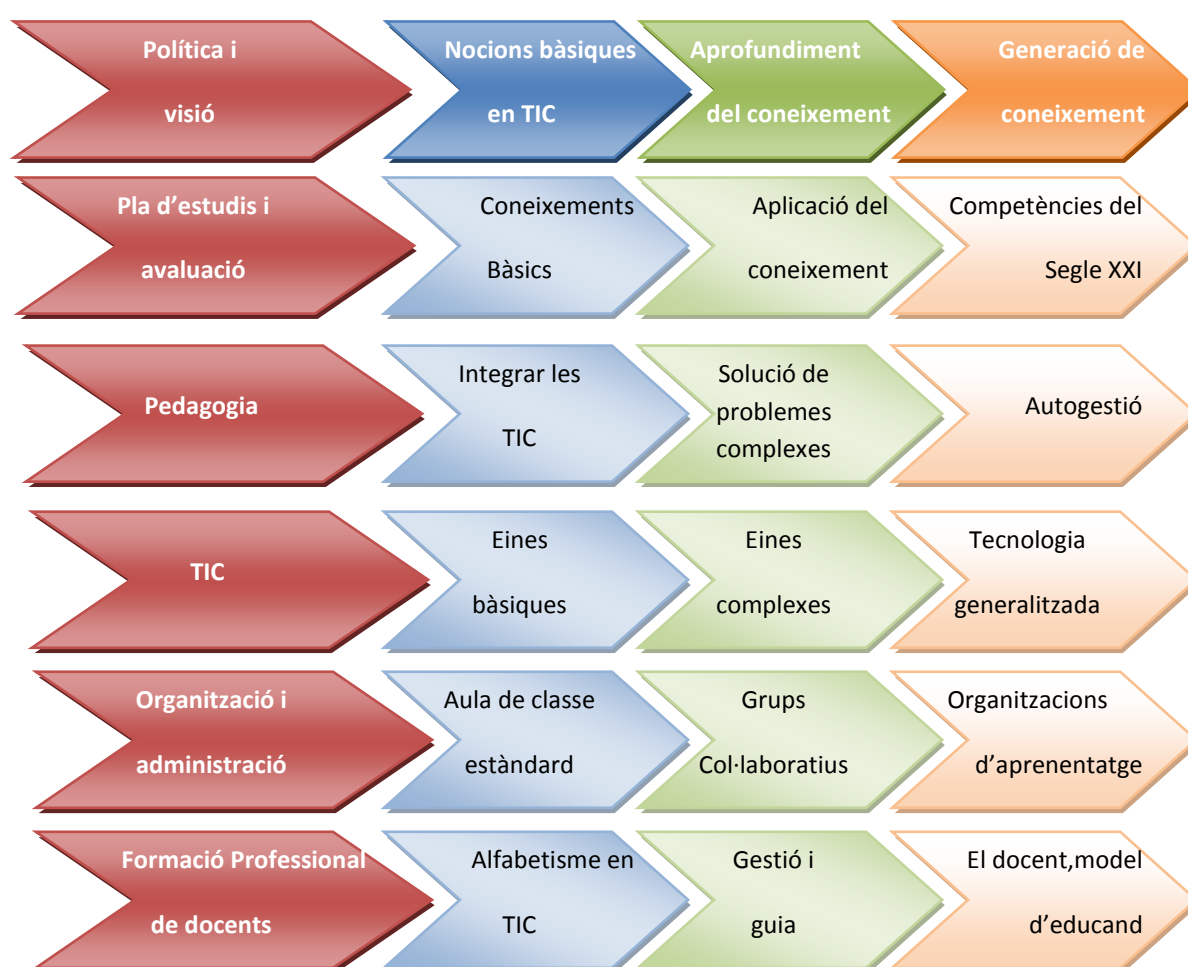 Política i
visió
Nocions bàsiques
en TIC
Aprofundiment
del coneixement
Generació de
coneixement
Pla d'estudis i
avaluació
Coneixements
Bàsics
Aplicació del
coneixement
Competències del
Segle XXI
Pedagogia
Integrar les
TIC
Solució de
problemes
complexes
Autogestió
TIC
Eines
bàsiques
Eines
complexes
Tecnologia
generalitzada
Organització i
administració
Aula de classe
estàndard
Grups
Col·laboratius
Organitzacions
d'aprenentatge
Formació Professional
de docents
Alfabetisme en
TIC
Gestió i
guia
El docent,model
d'educand